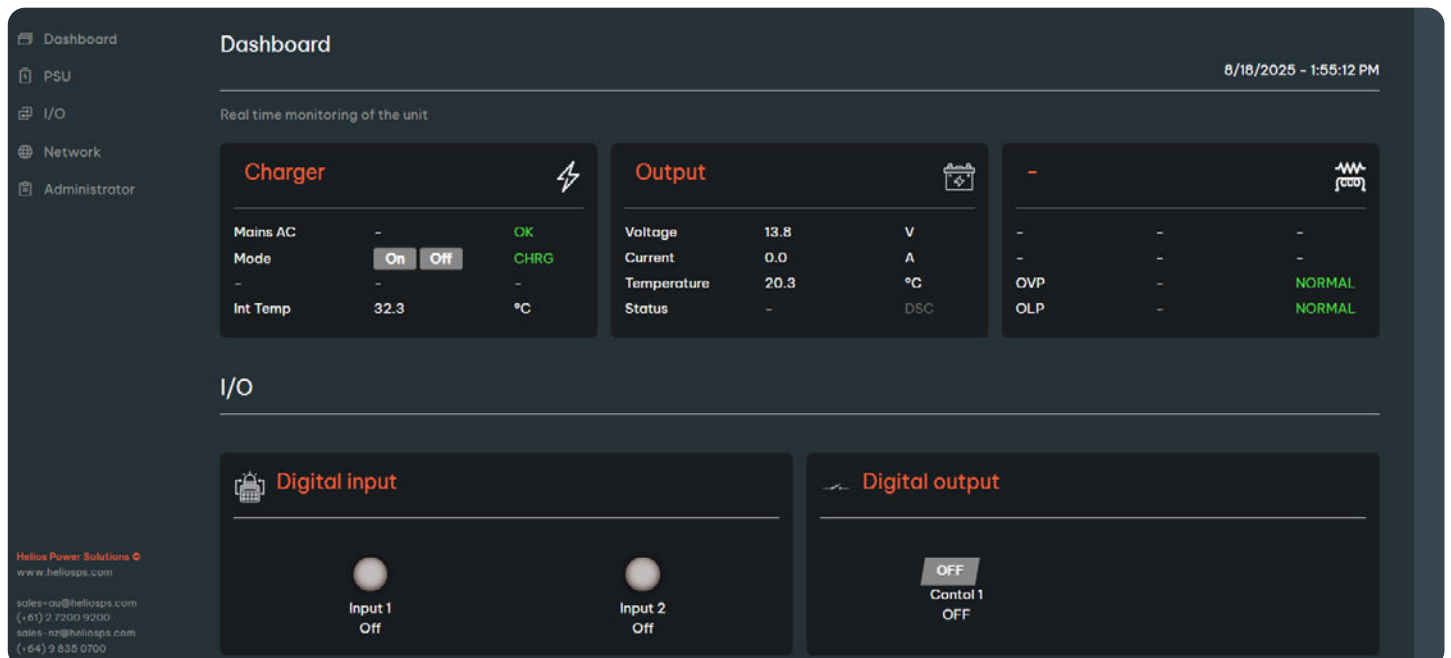 Dashboard
PSU
I/O
Network
Administrator
Helios Power Solutions
www.heliosps.com
sales-au@heliosps.com
(+61) 2 7200 9200
sales-nz@heliosps.com
(+64) 9 835 0700
Dashboard
8/18/2025 - 1:55:12 PM
Real time monitoring of the unit
Charger
Mains AC - OK
Mode On Off CHRG
- - -
Int Temp 32.3 °C
Output
Voltage 13.8 V
Current 0.0 A
Temperature 20.3 °C
Status - DSC
-
- - -
- - -
OVP - NORMAL
OLP - NORMAL
I/O
Digital input
Input 1
Off
Input 2
Off
Digital output
OFF
Contol 1
OFF